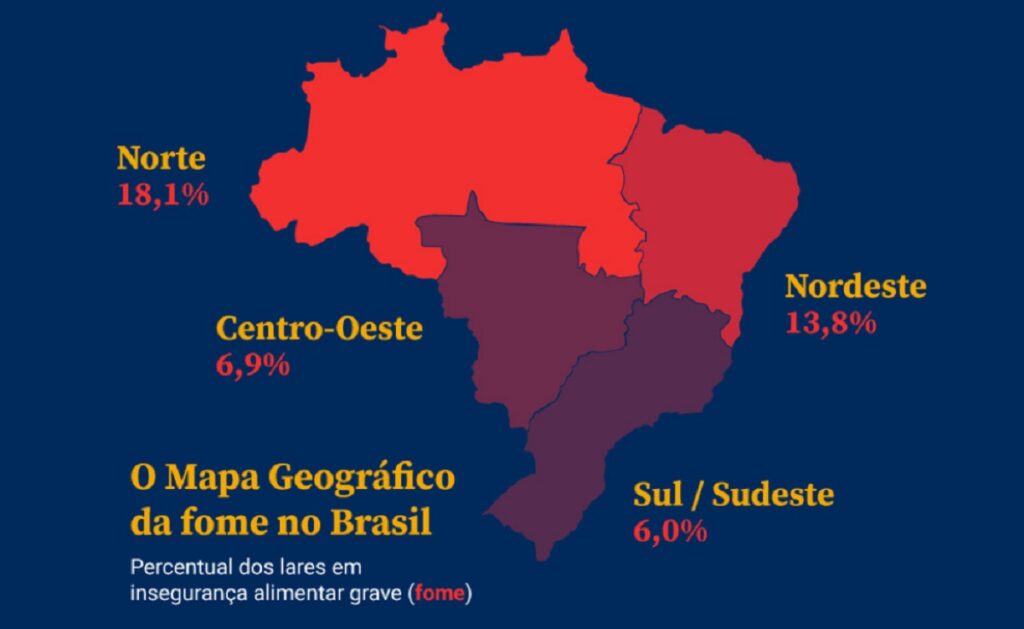 Norte
18,1%
Nordeste
13,8%
Centro-Oeste
6,9%
O Mapa Geográfico
da fome no Brasil
Percentual dos lares em
insegurança alimentar grave (fome)
Sul / Sudeste
6,0%